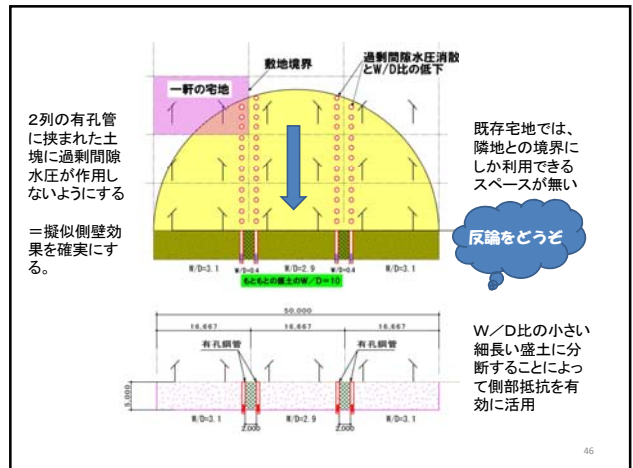 敷地境界
過剰間隙水圧消散
とW/D比の低下
一軒の宅地
２列の有孔管
に挟まれた土
塊に過剰間隙
水圧が作用し
ないようにする
＝擬似側壁効
果を確実にす
る。
既存宅地では、
隣地との境界に
しか利用できる
スペースが無い
反論をどうぞ
W/D=3.1
W/D=0.4
W/D=2.9
W/D=0.4
W/D=3.1
もともとの盛土のW/D=10
50,000
16,667
16,667
16,667
有孔鋼管
有孔鋼管
5,000
W/D=3.1
2,000
W/D=2.9
2,000
W/D=3.1
Ｗ／Ｄ比の小さい
細長い盛土に分
断することによっ
て側部抵抗を有
効に活用
46